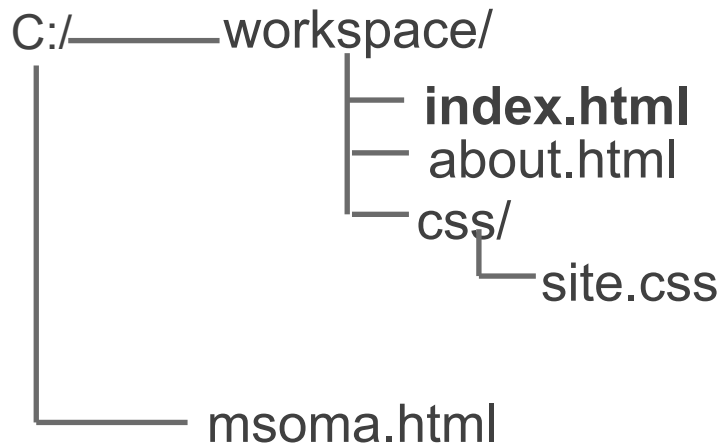 C:/ workspace/
index.html
about.html
css/
site.css
msoma.html